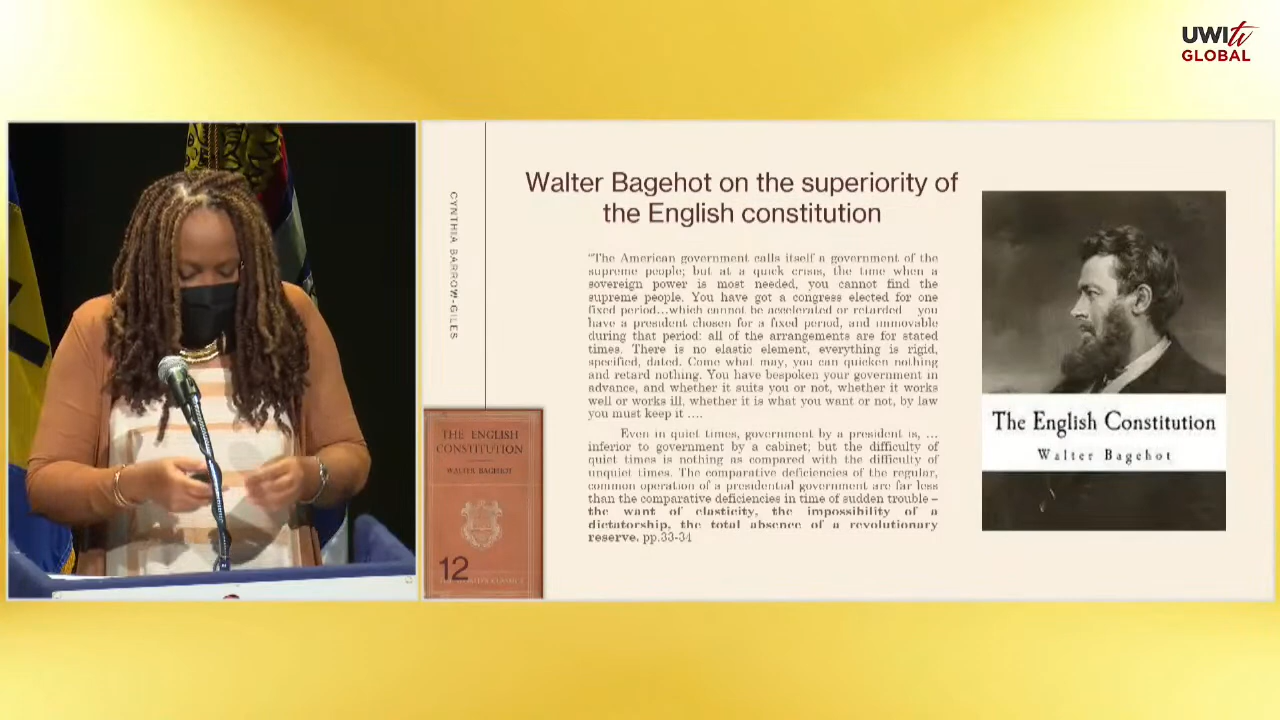 UWI tv
GLOBAL
CYNTHIA BARROW-GILES
Walter Bagehot on the superiority of
the English constitution
"The American government calls itself a government of the
supreme people; but at a quick crisis, the time when a
sovereign power is most needed, you cannot find the
supreme people. You have got a congress elected for one
fixed period...which cannot be accelerated or retarded you
have a president chosen for a fixed period, and immovable
during that period: all of the arrangements are for stated
times. There is no elastic element, everything is rigid,
specified, dated. Come what may, you can quicken nothing
and retard nothing. You have bespoken your government in
advance, and whether it suits you or not, whether it works
well or works ill, whether it is what you want or not, by law
you must keep it ....
Even in quiet times, government by a president is, ...
inferior to government by a cabinet; but the difficulty of
quiet times is nothing as compared with the difficulty of
unquiet times. The comparative deficiencies of the regular,
common operation of a presidential government are far less
than the comparative deficiencies in time of sudden trouble –
the want of elasticity, the impossibility of a
dictatorship, the total absence of a revolutionary
reserve. pp.33-34
THE ENGLISH
CONSTITUTION
WALTER BAGEHOT
12
The English Constitution
Walter Bagehot